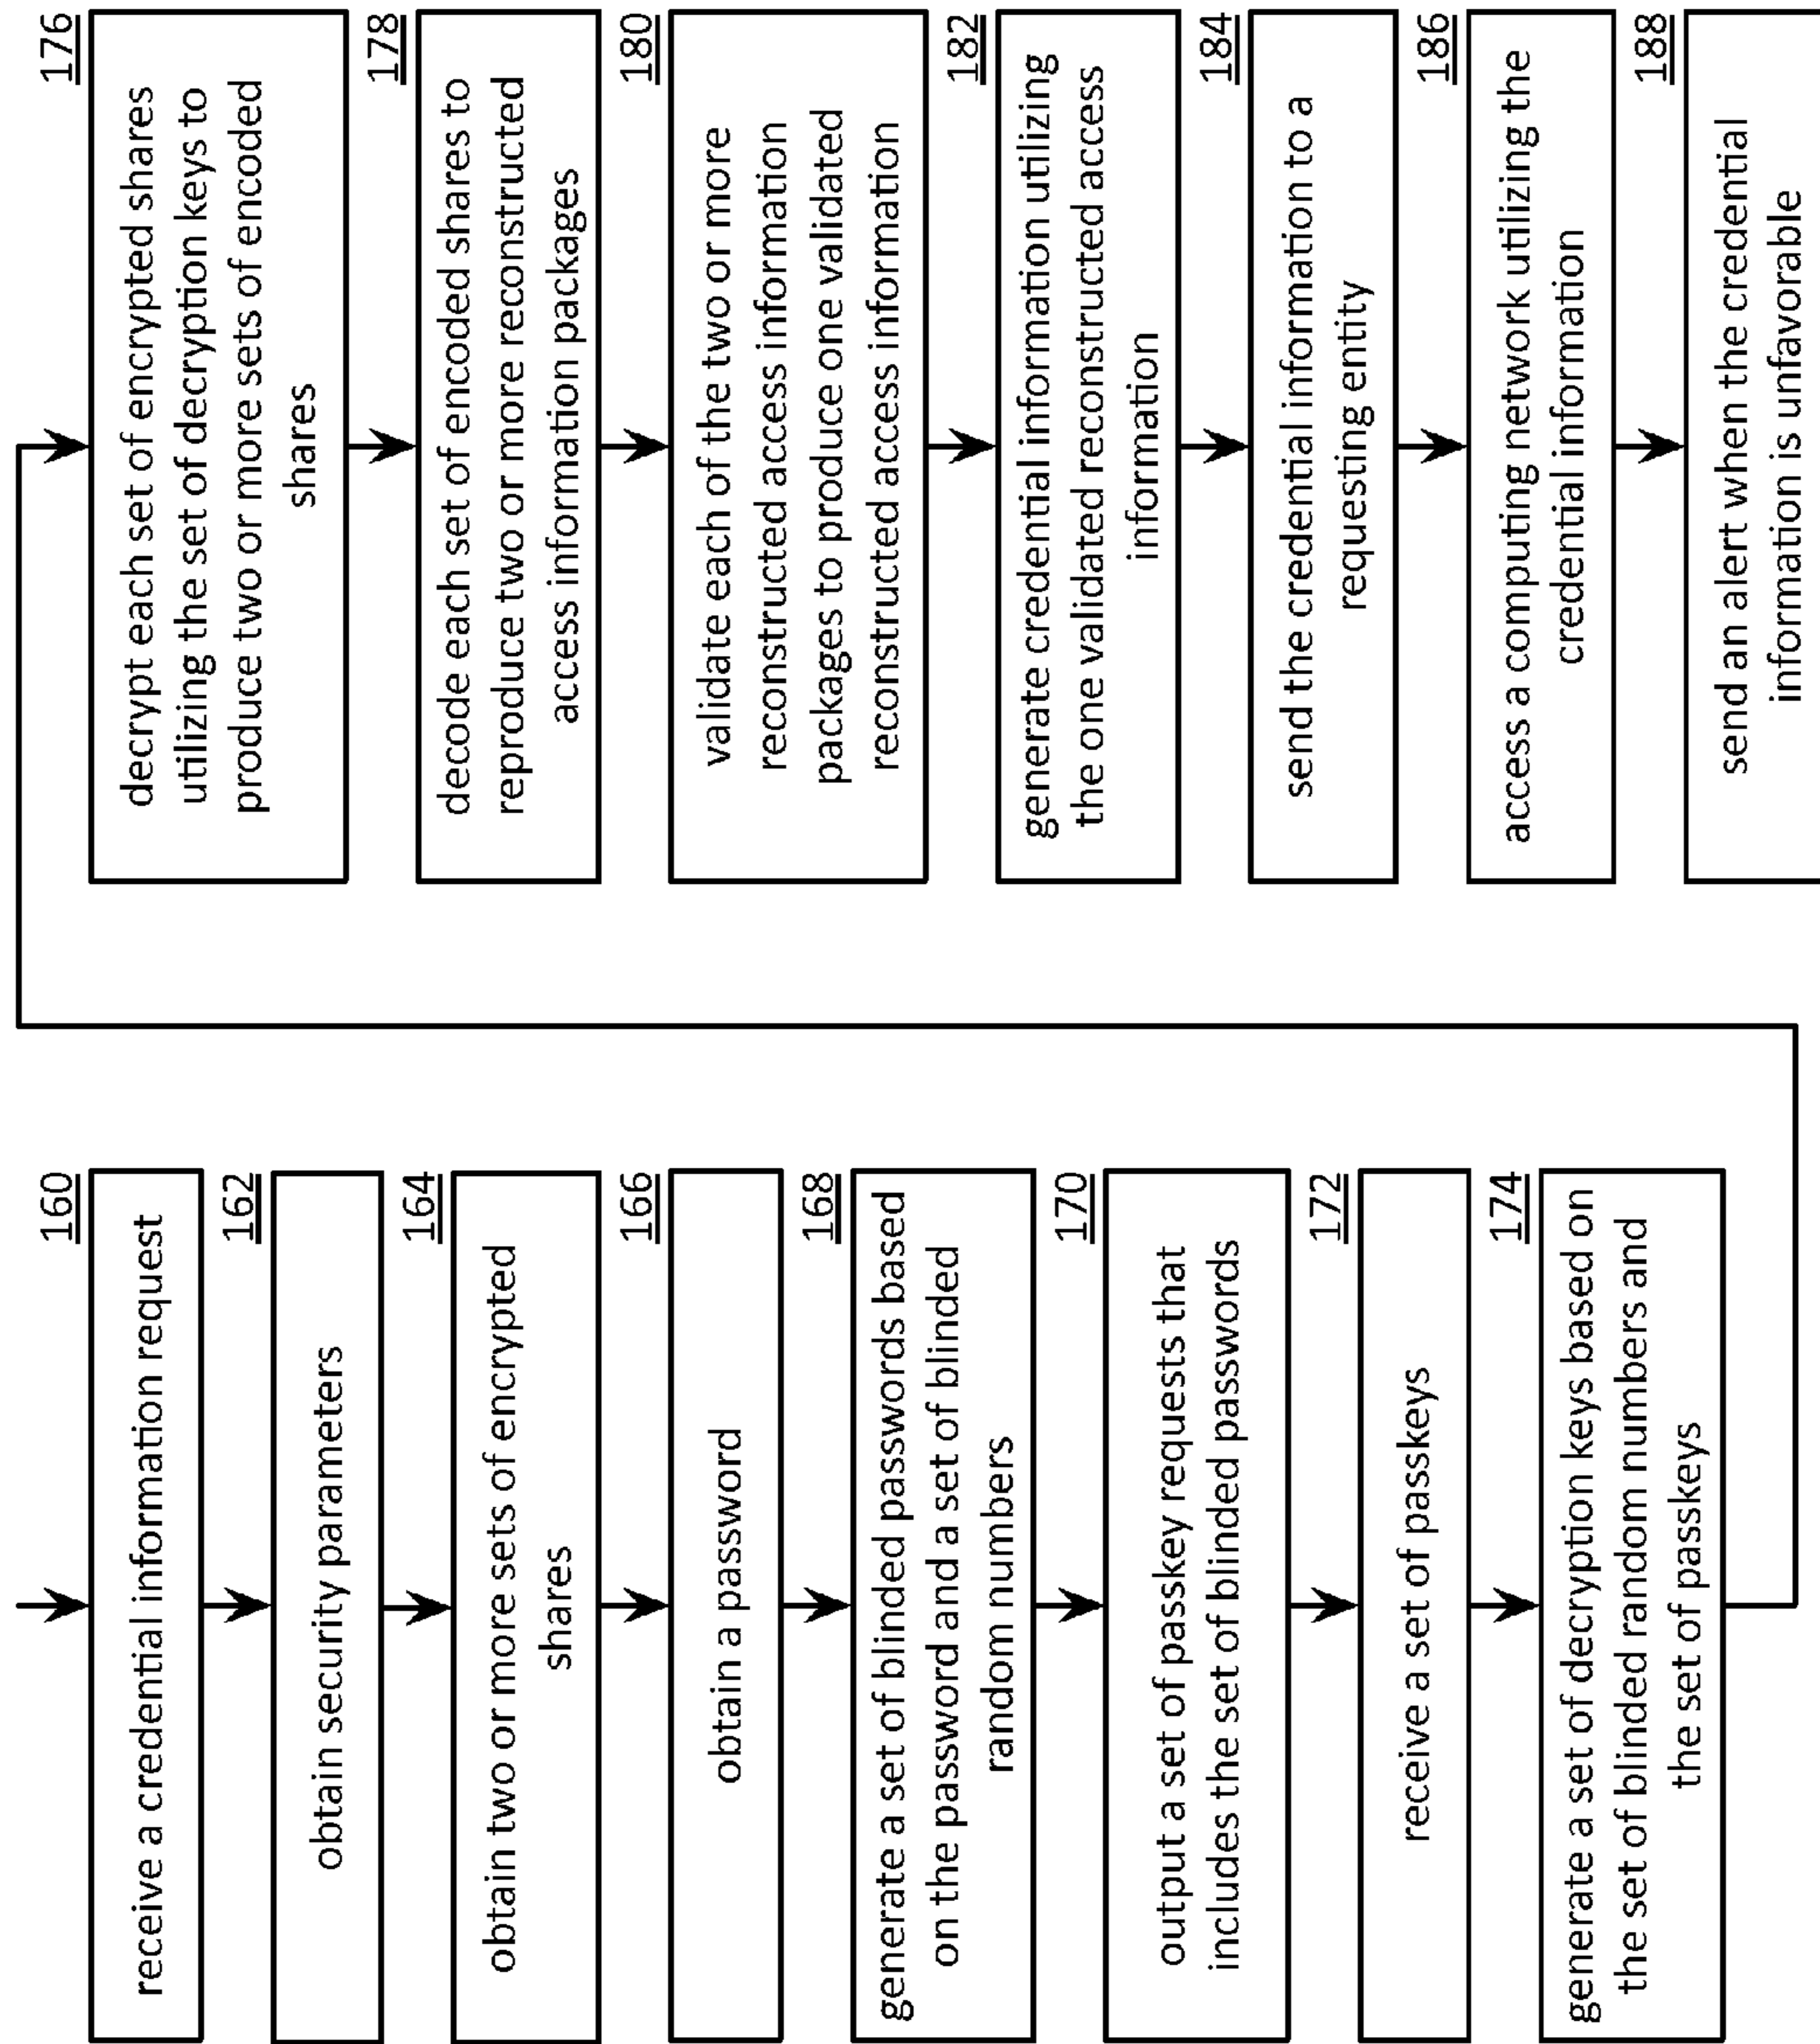 160
receive a credential information request
162
obtain security parameters
164
obtain two or more sets of encrypted
shares
166
obtain a password
168
generate a set of blinded passwords based
on the password and a set of blinded
random numbers
170
output a set of passkey requests that
includes the set of blinded passwords
172
receive a set of passkeys
174
generate a set of decryption keys based on
the set of blinded random numbers and
the set of passkeys
176
decrypt each set of encrypted shares
utilizing the set of decryption keys to
produce two or more sets of encoded
shares
178
decode each set of encoded shares to
reproduce two or more reconstructed
access information packages
180
validate each of the two or more
reconstructed access information
packages to produce one validated
reconstructed access information
182
generate credential information utilizing
the one validated reconstructed access
information
184
send the credential information to a
requesting entity
186
access a computing network utilizing the
credential information
188
send an alert when the credential
information is unfavorable